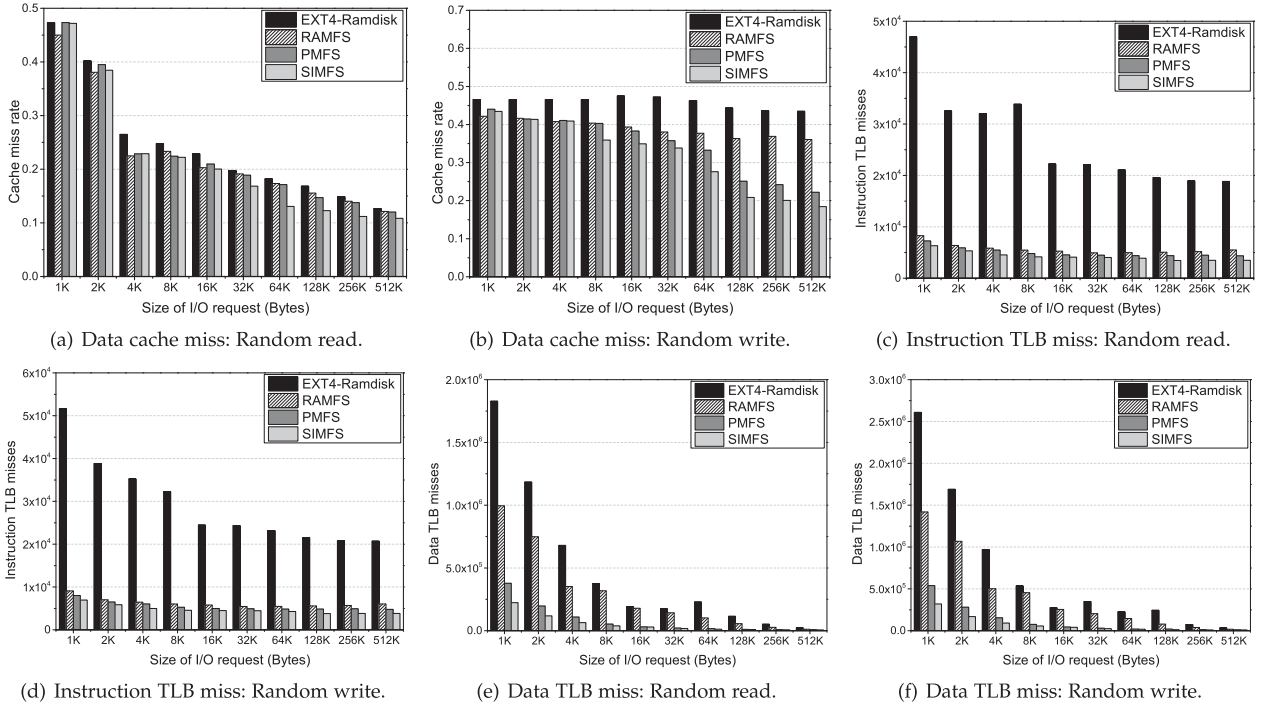 0.5
0.4
0.3
0.2
0.1
0.0
Cache miss rate
EXT4-Ramdisk
RAMFS
PMFS
SIMFS
1K 2K 4K 8K 16K 32K 64K 128K 256K 512K
Size of I/O request (Bytes)
(a) Data cache miss: Random read.
0.7
0.6
0.5
0.4
0.3
0.2
0.1
0.0
Cache miss rate
EXT4-Ramdisk
RAMFS
PMFS
SIMFS
1K 2K 4K 8K 16K 32K 64K 128K 256K 512K
Size of I/O request (Bytes)
(b) Data cache miss: Random write.
5x10⁴
4x10⁴
3x10⁴
2x10⁴
1x10⁴
0
Instruction TLB misses
EXT4-Ramdisk
RAMFS
PMFS
SIMFS
1K 2K 4K 8K 16K 32K 64K 128K 256K 512K
Size of I/O request (Bytes)
(c) Instruction TLB miss: Random read.
6x10⁴
5x10⁴
4x10⁴
3x10⁴
2x10⁴
1x10⁴
0
Instruction TLB misses
EXT4-Ramdisk
RAMFS
PMFS
SIMFS
1K 2K 4K 8K 16K 32K 64K 128K 256K 512K
Size of I/O request (Bytes)
(d) Instruction TLB miss: Random write.
2.0x10⁶
1.5x10⁶
1.0x10⁶
5.0x10⁵
0.0
Data TLB misses
EXT4-Ramdisk
RAMFS
PMFS
SIMFS
1K 2K 4K 8K 16K 32K 64K 128K 256K 512K
Size of I/O request (Bytes)
(e) Data TLB miss: Random read.
3.0x10⁶
2.5x10⁶
2.0x10⁶
1.5x10⁶
1.0x10⁶
5.0x10⁵
0.0
Data TLB misses
EXT4-Ramdisk
RAMFS
PMFS
SIMFS
1K 2K 4K 8K 16K 32K 64K 128K 256K 512K
Size of I/O request (Bytes)
(f) Data TLB miss: Random write.